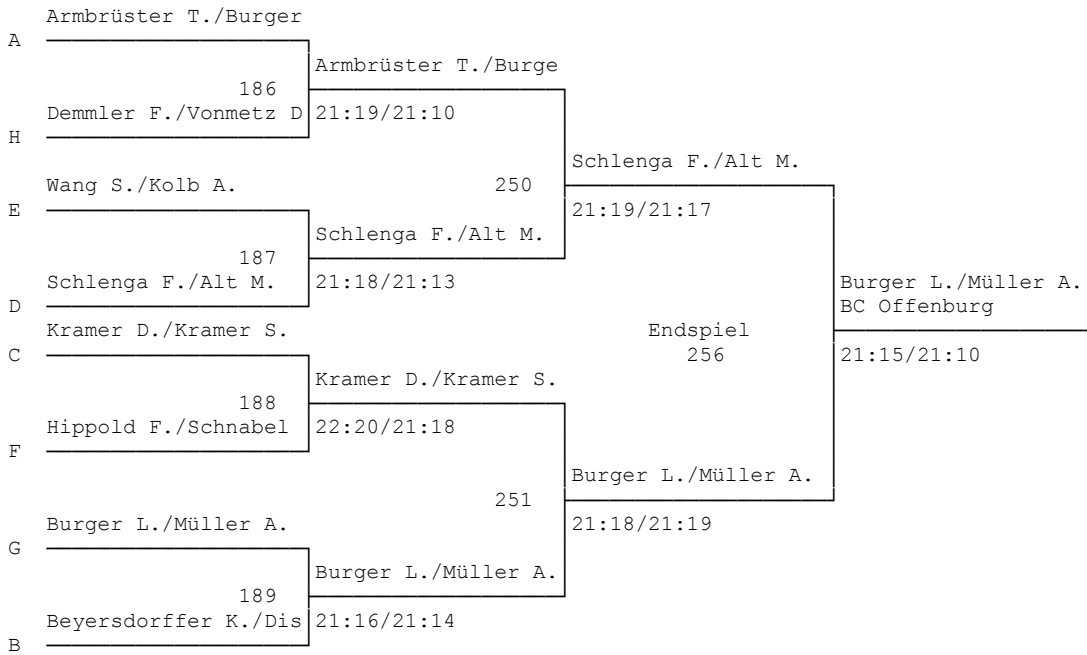 Armbrüster T./Burger
A
Armbrüster T./Burge
186
Demmler F./Vonmetz D
21:19/21:10
H
Schlenga F./Alt M.
Wang S./Kolb A.
250
E
21:19/21:17
Schlenga F./Alt M.
187
Schlenga F./Alt M.
21:18/21:13
Burger L./Müller A.
D
BC Offenburg
Kramer D./Kramer S.
Endspiel
C
256
21:15/21:10
Kramer D./Kramer S.
188
Hippold F./Schnabel
22:20/21:18
F
Burger L./Müller A.
251
Burger L./Müller A.
21:18/21:19
G
Burger L./Müller A.
189
Beyersdorffer K./Dis
21:16/21:14
B